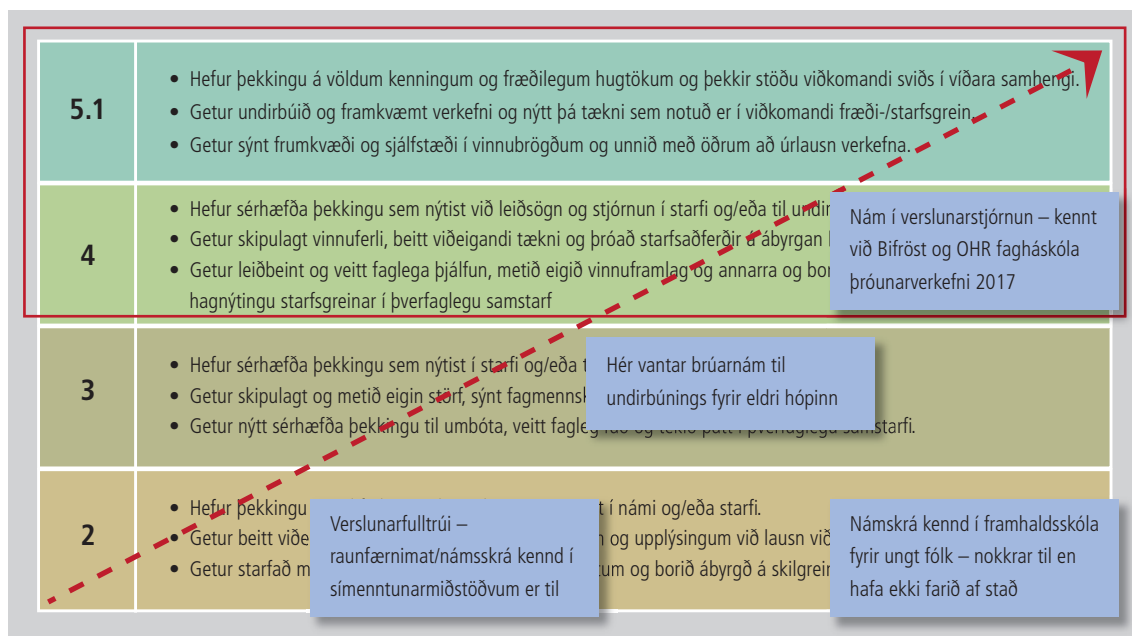 5.1
• Hefur þekkingu á völdum kenningum og fræðilegum hugtökum og þekkir stöðu viðkomandi sviðs í víðara samhengi.
• Getur undirbúið og framkvæmt verkefni og nýtt þá tækni sem notuð er í viðkomandi fræði-/starfsgrein.
• Getur sýnt frumkvæði og sjálfstæði í vinnubrögðum og unnið með öðrum að úrlausn verkefna.
4
• Hefur sérhæfða þekkingu sem nýtist við leiðsögn og stjórnun í starfi og/eða til
• Getur skipulagt vinnuferli, beitt viðeigandi tækni og þróað starfsaðferðir á ábyrgan
• Getur leiðbeint og veitt faglega þjálfun, metið eigið vinnuframlag og annarra og
hagnýtingu starfsgreinar í þverfaglegu samstarf
Nám í verslunarstjórnun – kennt
við Bifröst og OHR fagháskóla
þróunarverkefni 2017
3
• Hefur sérhæfða þekkingu sem nýtist í starfi og/eða
• Getur skipulagt og metið eigin störf, sýnt
• Getur nýtt sérhæfða þekkingu til umbóta, veitt fagleg ráð og tekið þátt í þverfaglegu samstarfi.
Hér vantar brúarnám til
undirbúnings fyrir eldri hópinn
2
• Hefur þekkingu í námi og/eða starfi.
• Getur beitt og upplýsingum við lausn
• Getur starfað og borið ábyrgð á
Verslunarfulltrúi –
raunfærnimat/námsskrá kennd í
símenntunarmiðstöðvum er til
Námskrá kennd í framhaldsskóla
fyrir ungt fólk – nokkrar til en
hafa ekki farið af stað